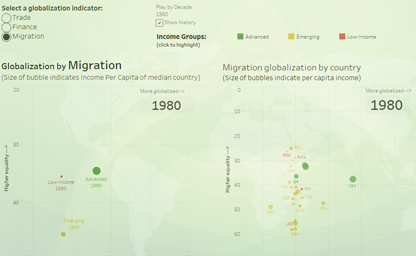 Select a globalization indicator:
Trade
Finance
Migration
Play by Decade
1980
Show history
Income Groups:
(click to highlight)
Advanced
Emerging
Low-Income
Globalization by Migration
(Size of bubble indicates Income Per Capita of median country)
More globalized-->
1980
20
30
40
Higher equality -->
Low-Income
1980
Advanced
1980
Emerging
1980
Migration globalization by country
(Size of bubbles indicate per capita income)
More globalized-->
1980
0
10
20
30
40
50
60
Higher equality -->